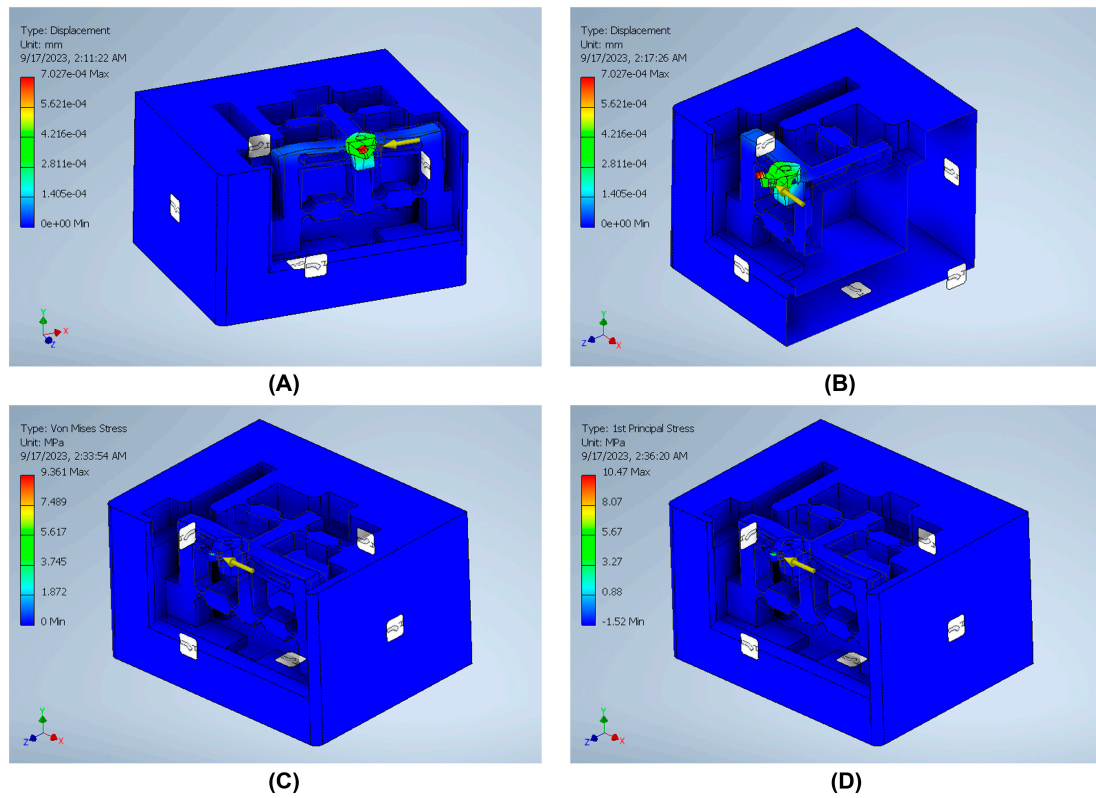 Type: Displacement
Unit: mm
9/17/2023, 2:11:22 AM
7.027e-04 Max
5.621e-04
4.216e-04
2.811e-04
1.405e-04
0e+00 Min
Y
X
Z
(A)
Type: Displacement
Unit: mm
9/17/2023, 2:17:26 AM
7.027e-04 Max
5.621e-04
4.216e-04
2.811e-04
1.405e-04
0e+00 Min
Y
Z
X
(B)
Type: Von Mises Stress
Unit: MPa
9/17/2023, 2:33:54 AM
9.361 Max
7.489
5.617
3.745
1.872
0 Min
Y
Z
X
(C)
Type: 1st Principal Stress
Unit: MPa
9/17/2023, 2:36:20 AM
10.47 Max
8.07
5.67
3.27
0.88
-1.52 Min
Y
Z
X
(D)